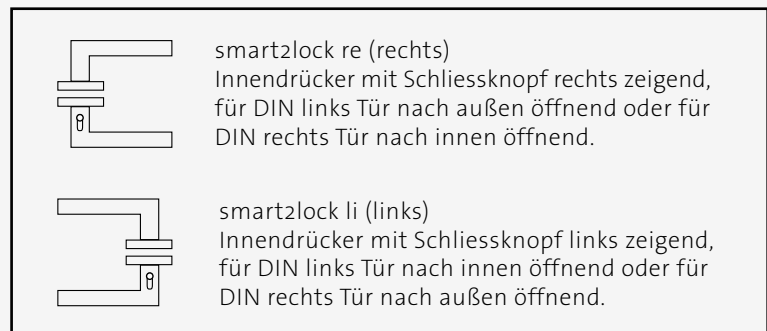 smart2lock re (rechts)
Innendrücker mit Schliessknopf rechts zeigend,
für DIN links Tür nach außen öffnend oder für
DIN rechts Tür nach innen öffnend.
smart2lock li (links)
Innendrücker mit Schliessknopf links zeigend,
für DIN links Tür nach innen öffnend oder für
DIN rechts Tür nach außen öffnend.